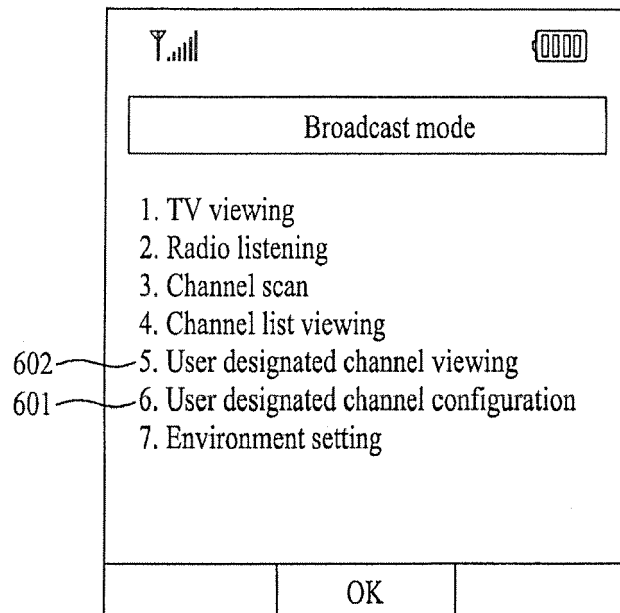 Broadcast mode
1. TV viewing
2. Radio listening
3. Channel scan
4. Channel list viewing
602 5. User designated channel viewing
601 6. User designated channel configuration
7. Environment setting
OK